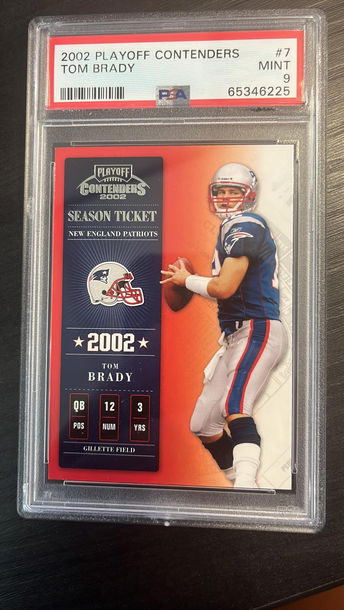 2002 PLAYOFF CONTENDERS #7
TOM BRADY MINT
9
PSA 65346225
PLAYOFF
CONTENDERS
2002
SEASON TICKET
NEW ENGLAND PATRIOTS
★ 2002 ★
TOM
BRADY
QB 12 3
POS NUM YRS
GILLETTE FIELD